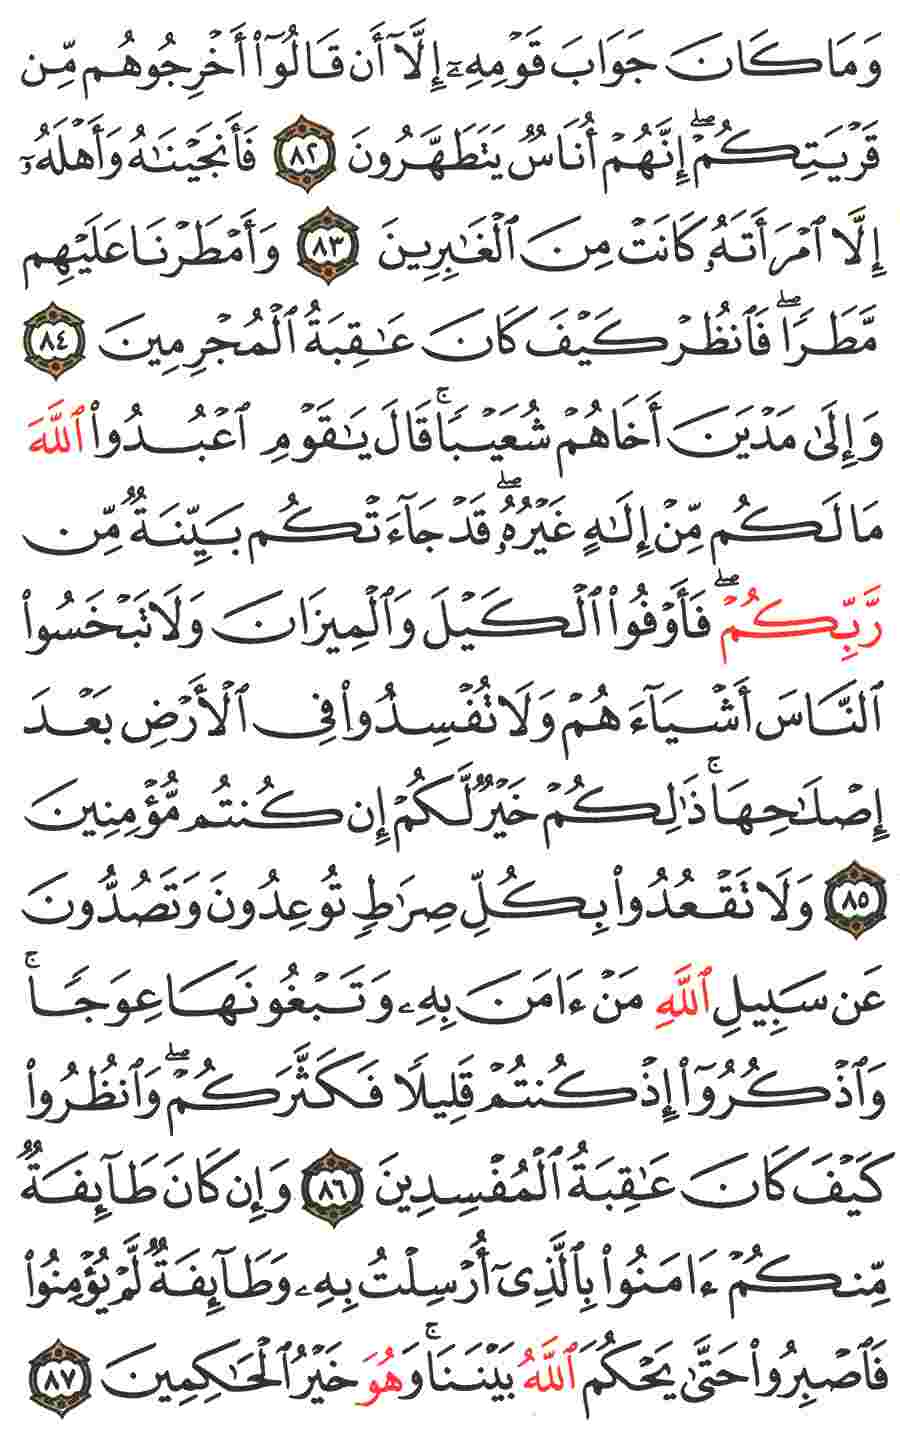 وَمَا كَانَ جَوَابَ قَوْمِهِۦٓ إِلَّآ أَن قَالُوٓاْ أَخْرِجُوهُم مِّن
قَرْيَتِكُمْۖ إِنَّهُمْ أُنَاسٌ يَتَطَهَّرُونَ ٨٢ فَأَنجَيْنَٰهُ وَأَهْلَهُۥٓ
إِلَّا ٱمْرَأَتَهُۥ كَانَتْ مِنَ ٱلْغَٰبِرِينَ ٨٣ وَأَمْطَرْنَا عَلَيْهِم
مَّطَرًاۖ فَٱنظُرْ كَيْفَ كَانَ عَٰقِبَةُ ٱلْمُجْرِمِينَ ٨٤
وَإِلَىٰ مَدْيَنَ أَخَاهُمْ شُعَيْبًاۚ قَالَ يَٰقَوْمِ ٱعْبُدُواْ ٱللَّهَ
مَا لَكُم مِّنْ إِلَٰهٍ غَيْرُهُۥۖ قَدْ جَآءَتْكُم بَيِّنَةٌ مِّن
رَّبِّكُمْۖ فَأَوْفُواْ ٱلْكَيْلَ وَٱلْمِيزَانَ وَلَا تَبْخَسُواْ
ٱلنَّاسَ أَشْيَآءَهُمْ وَلَا تُفْسِدُواْ فِي ٱلْأَرْضِ بَعْدَ
إِصْلَٰحِهَاۚ ذَٰلِكُمْ خَيْرٌ لَّكُمْ إِن كُنتُم مُّؤْمِنِينَ
٨٥ وَلَا تَقْعُدُواْ بِكُلِّ صِرَٰطٍ تُوعِدُونَ وَتَصُدُّونَ
عَن سَبِيلِ ٱللَّهِ مَنْ ءَامَنَ بِهِۦ وَتَبْغُونَهَا عِوَجًاۚ
وَٱذْكُرُوٓاْ إِذْ كُنتُمْ قَلِيلًا فَكَثَّرَكُمْۖ وَٱنظُرُواْ
كَيْفَ كَانَ عَٰقِبَةُ ٱلْمُفْسِدِينَ ٨٦ وَإِن كَانَ طَآئِفَةٌ
مِّنكُمْ ءَامَنُواْ بِٱلَّذِيٓ أُرْسِلْتُ بِهِۦ وَطَآئِفَةٌ لَّمْ يُؤْمِنُواْ
فَٱصْبِرُواْ حَتَّىٰ يَحْكُمَ ٱللَّهُ بَيْنَنَاۚ وَهُوَ خَيْرُ ٱلْحَٰكِمِينَ ٨٧